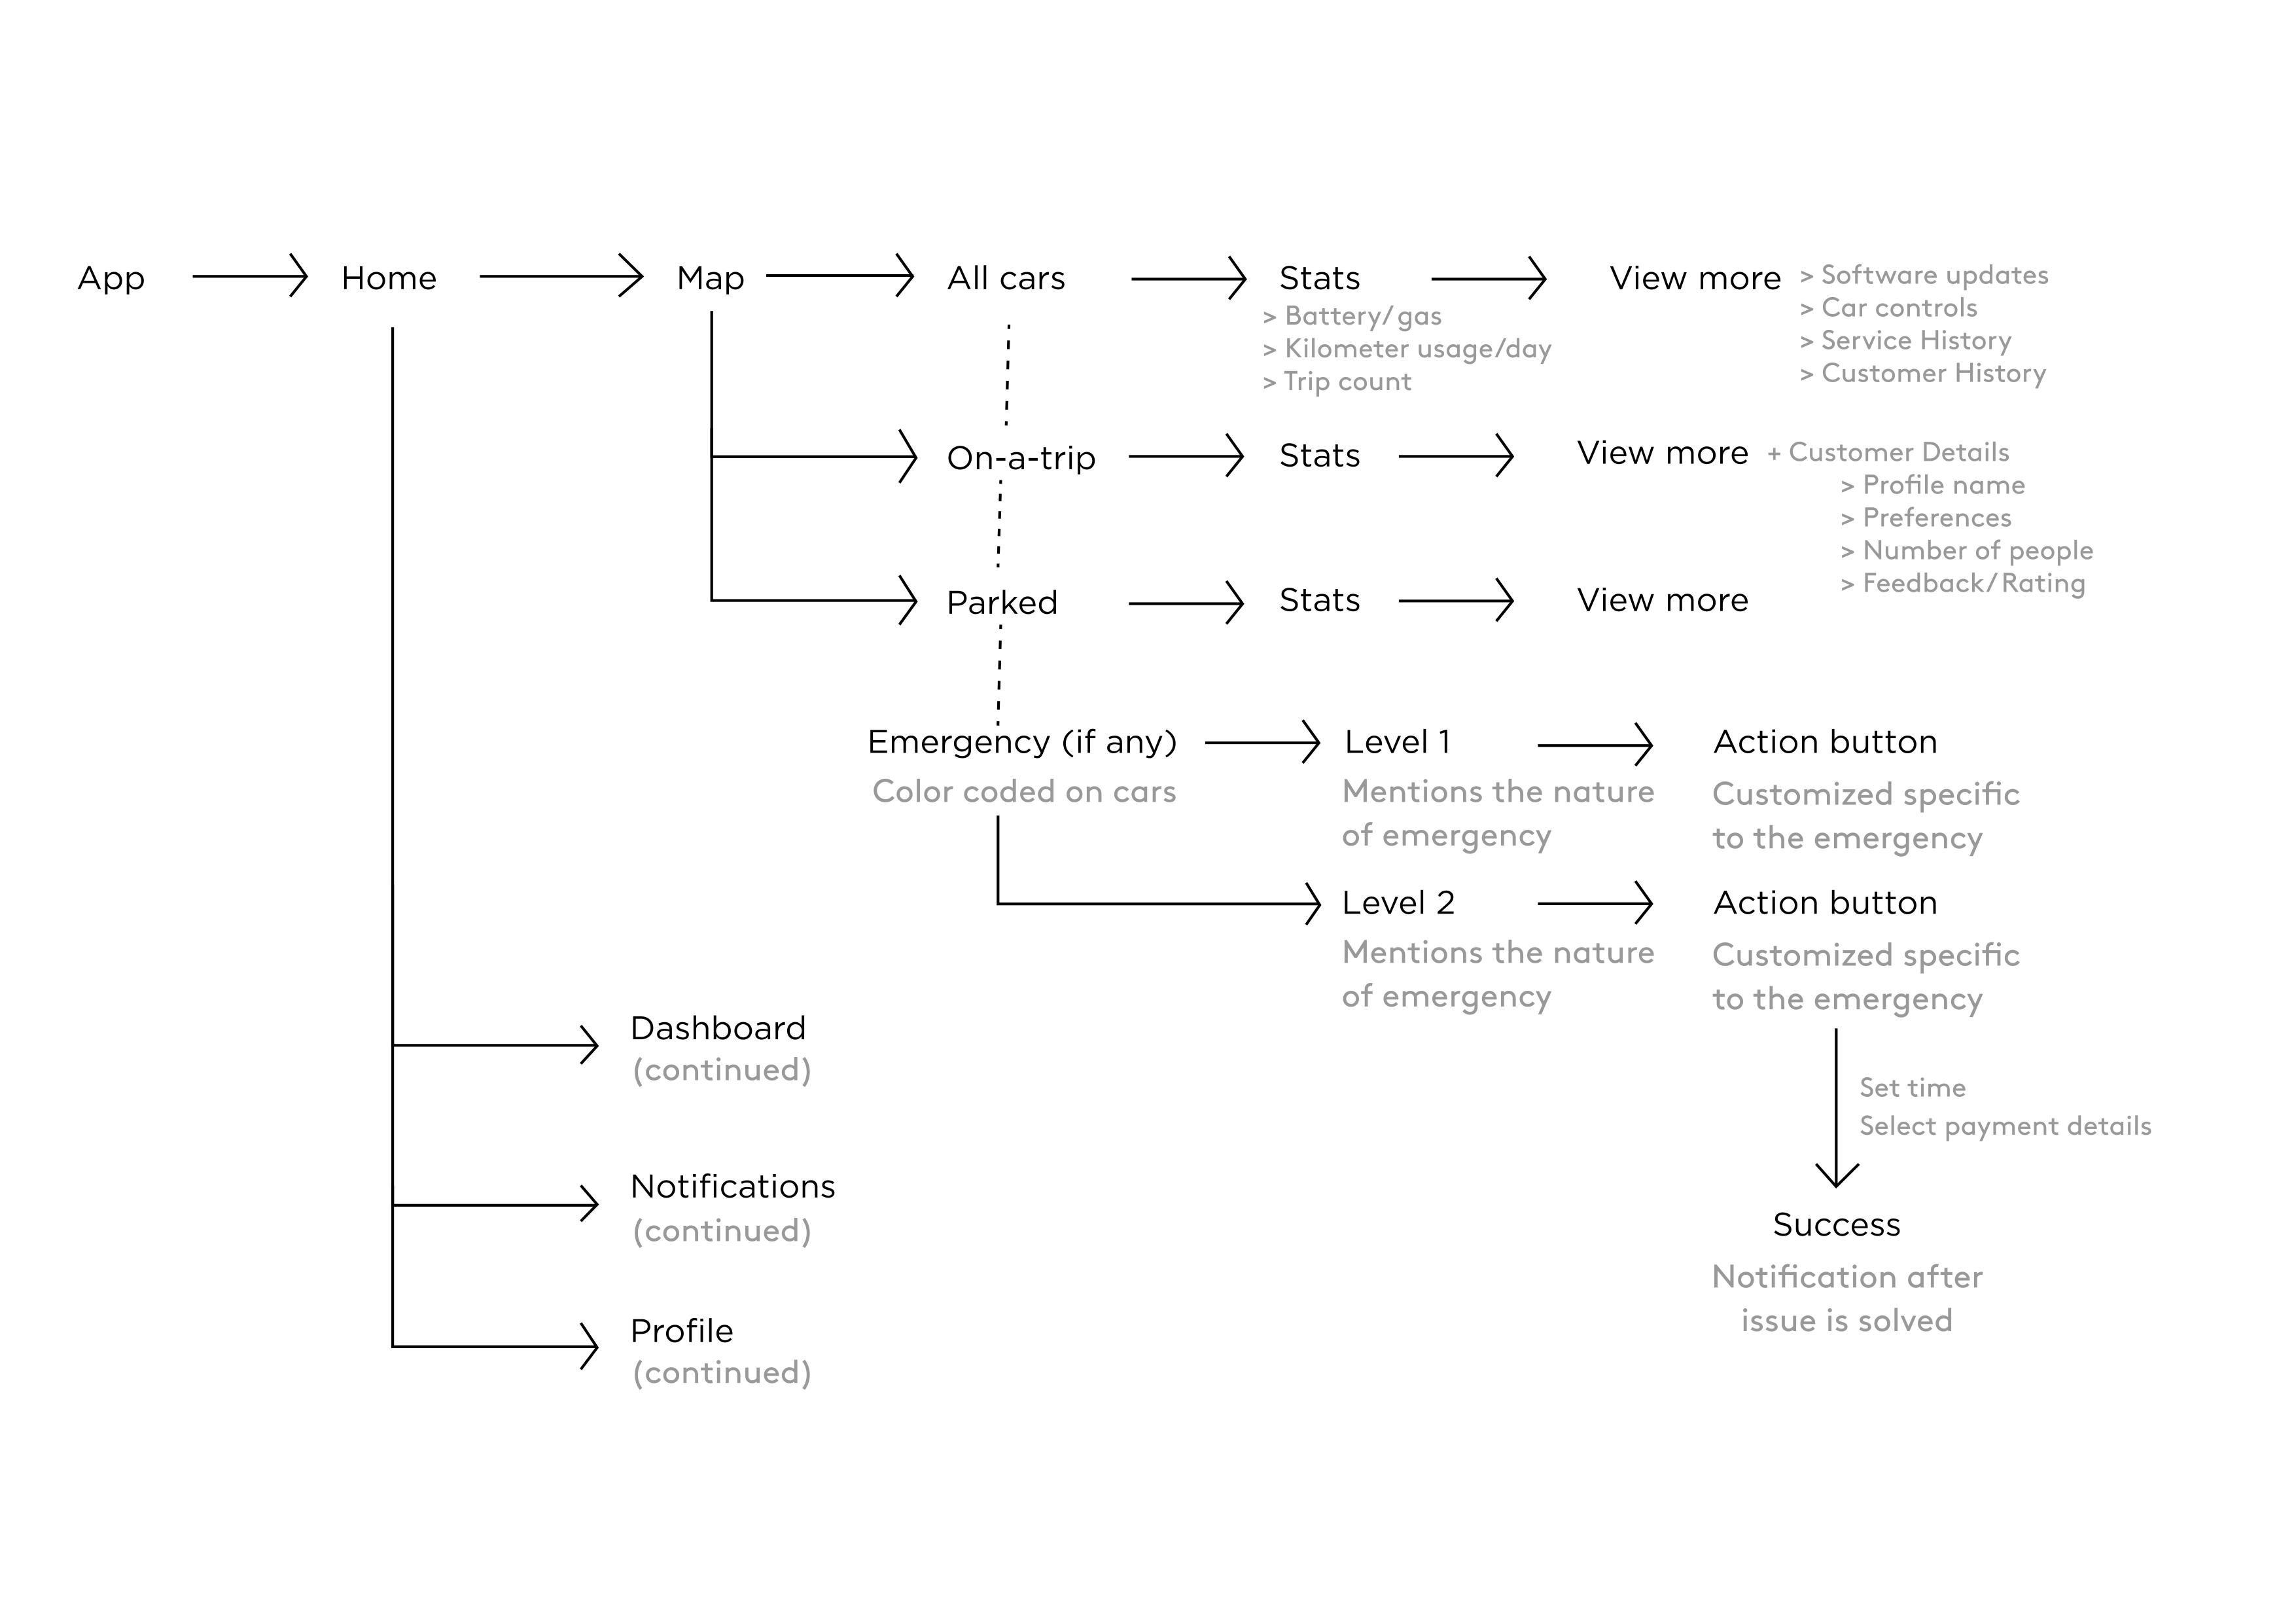 App
Home
Map
All cars
Stats
> Battery/gas
> Kilometer usage/day
> Trip count
View more
> Software updates
> Car controls
> Service History
> Customer History
On-a-trip
Stats
View more
+ Customer Details
> Profile name
> Preferences
> Number of people
> Feedback/Rating
Parked
Stats
View more
Emergency (if any)
Color coded on cars
Level 1
Mentions the nature
of emergency
Action button
Customized specific
to the emergency
Level 2
Mentions the nature
of emergency
Action button
Customized specific
to the emergency
Set time
Select payment details
Success
Notification after
issue is solved
Dashboard
(continued)
Notifications
(continued)
Profile
(continued)